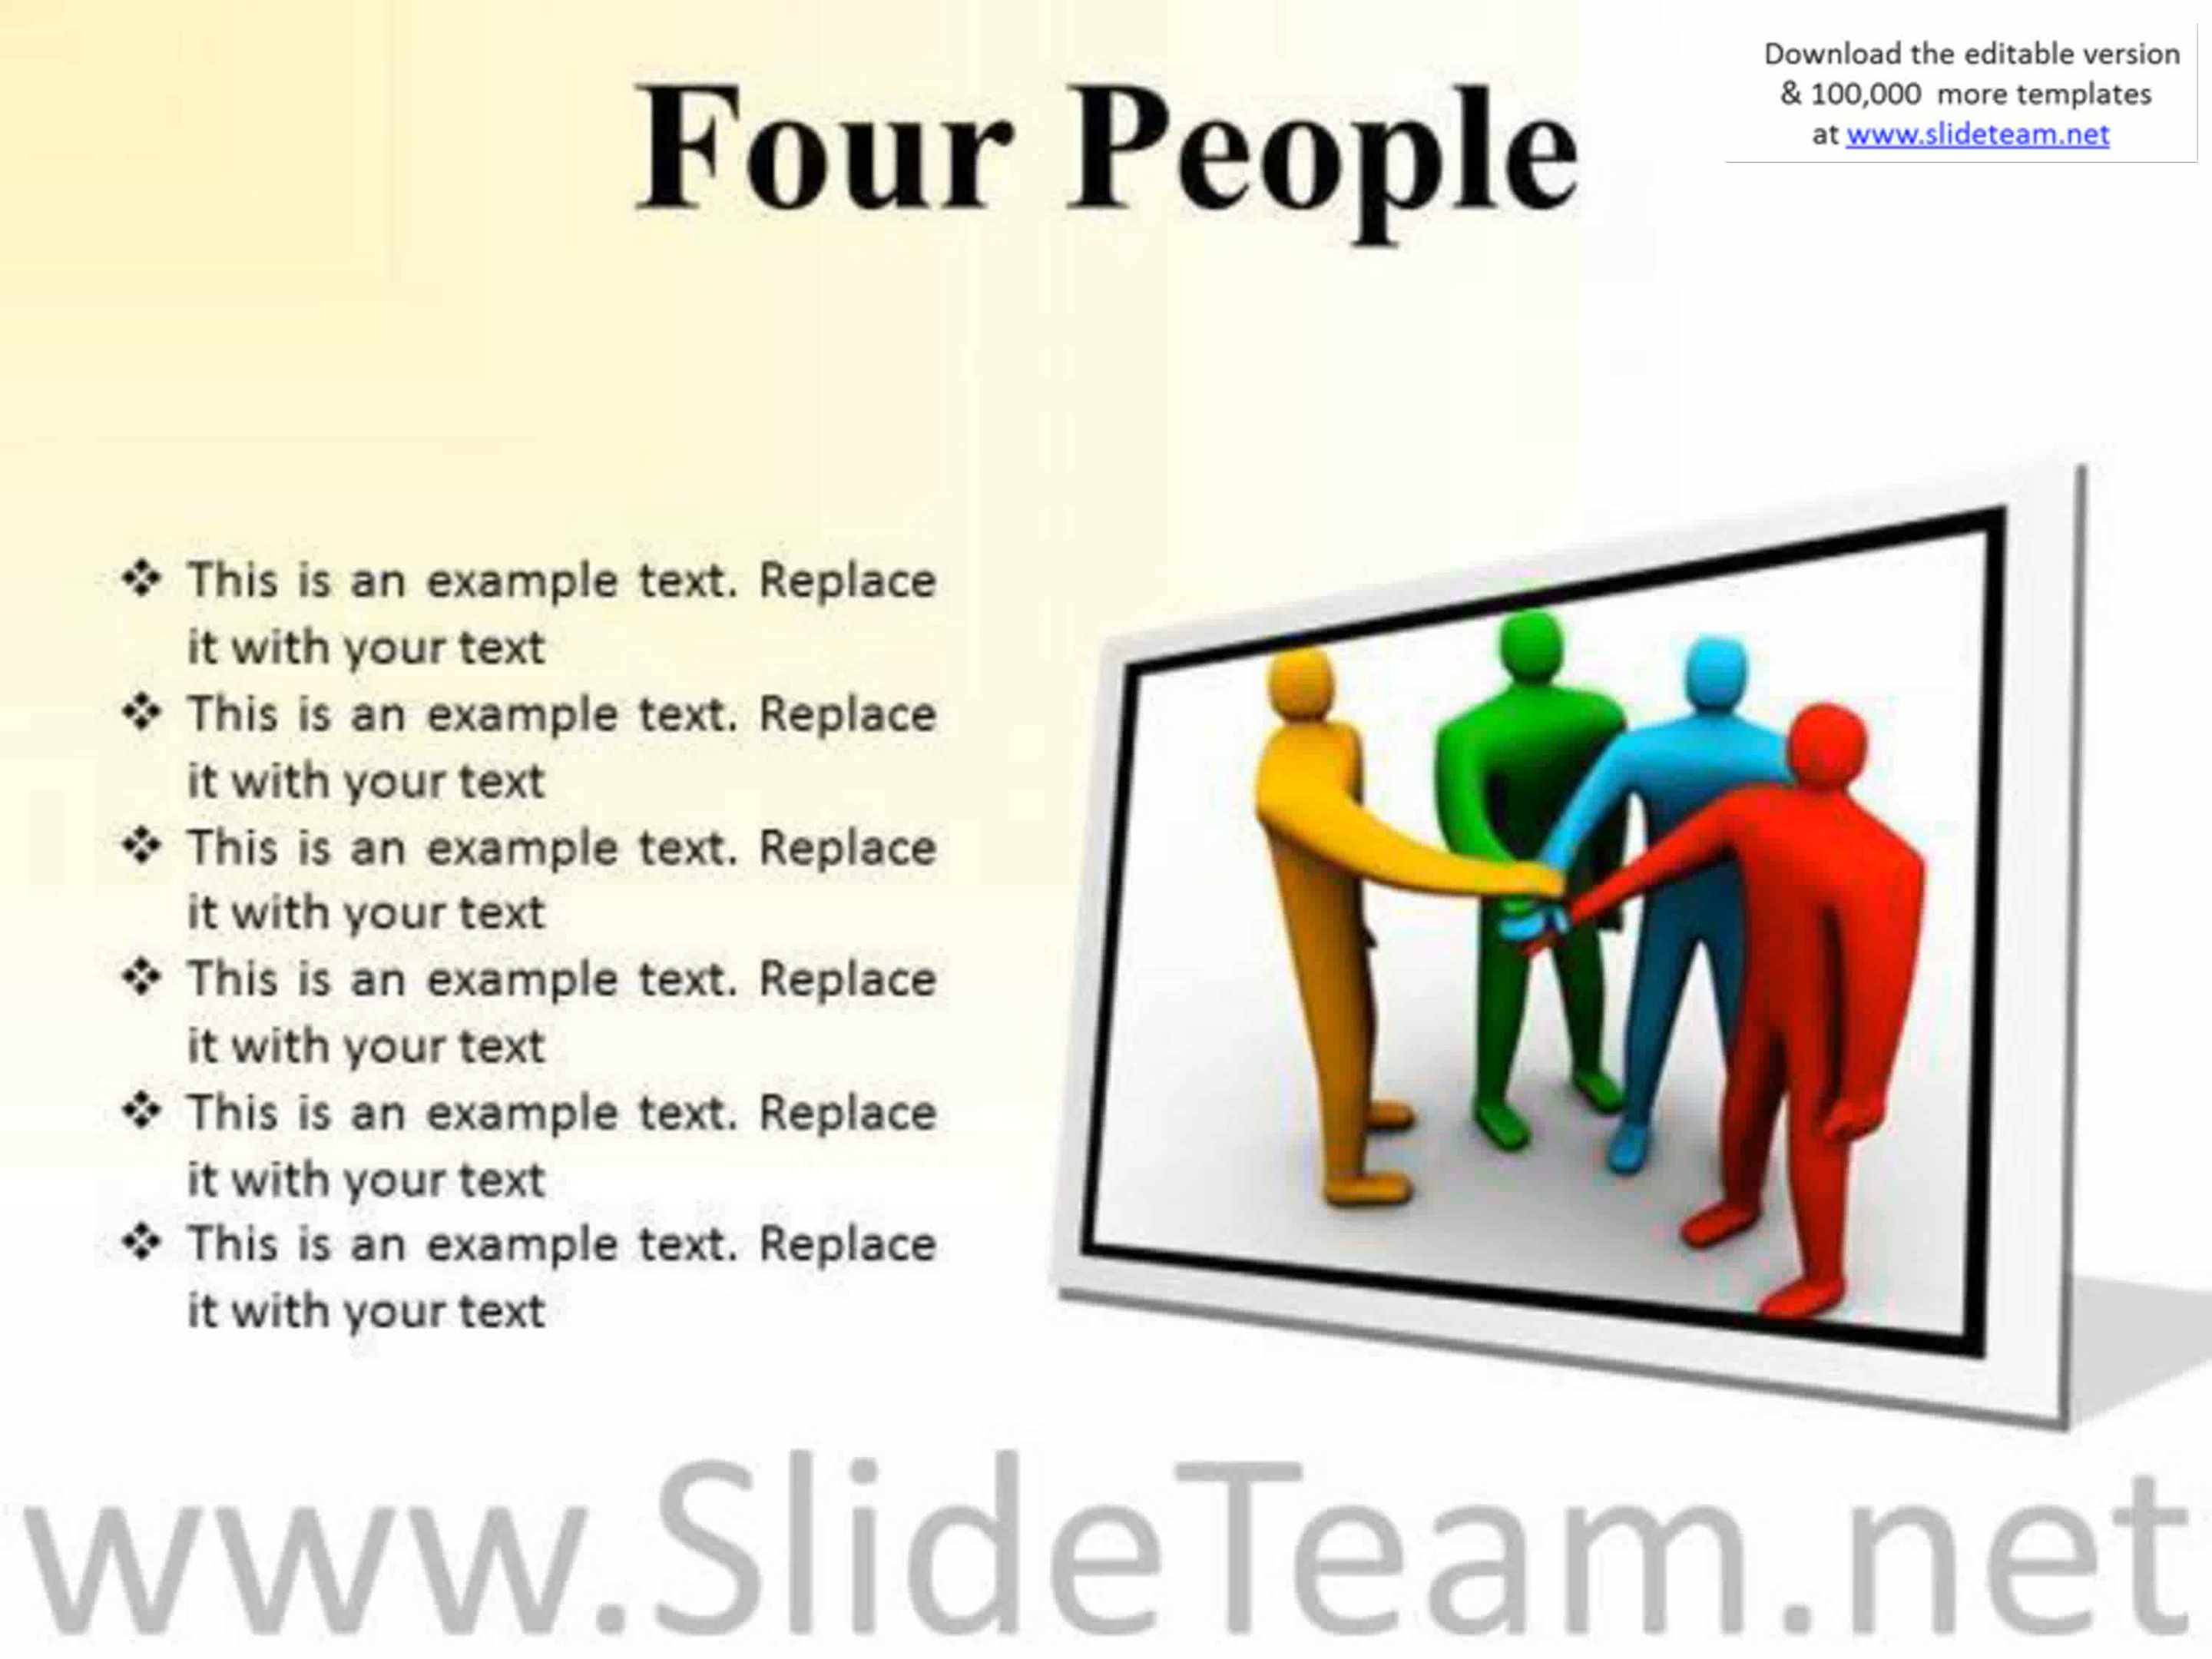 Four People
Download the editable version
& 100,000 more templates
at www.slideteam.net
❖ This is an example text. Replace
it with your text
❖ This is an example text. Replace
it with your text
❖ This is an example text. Replace
it with your text
❖ This is an example text. Replace
it with your text
❖ This is an example text. Replace
it with your text
❖ This is an example text. Replace
it with your text
www.SlideTeam.net